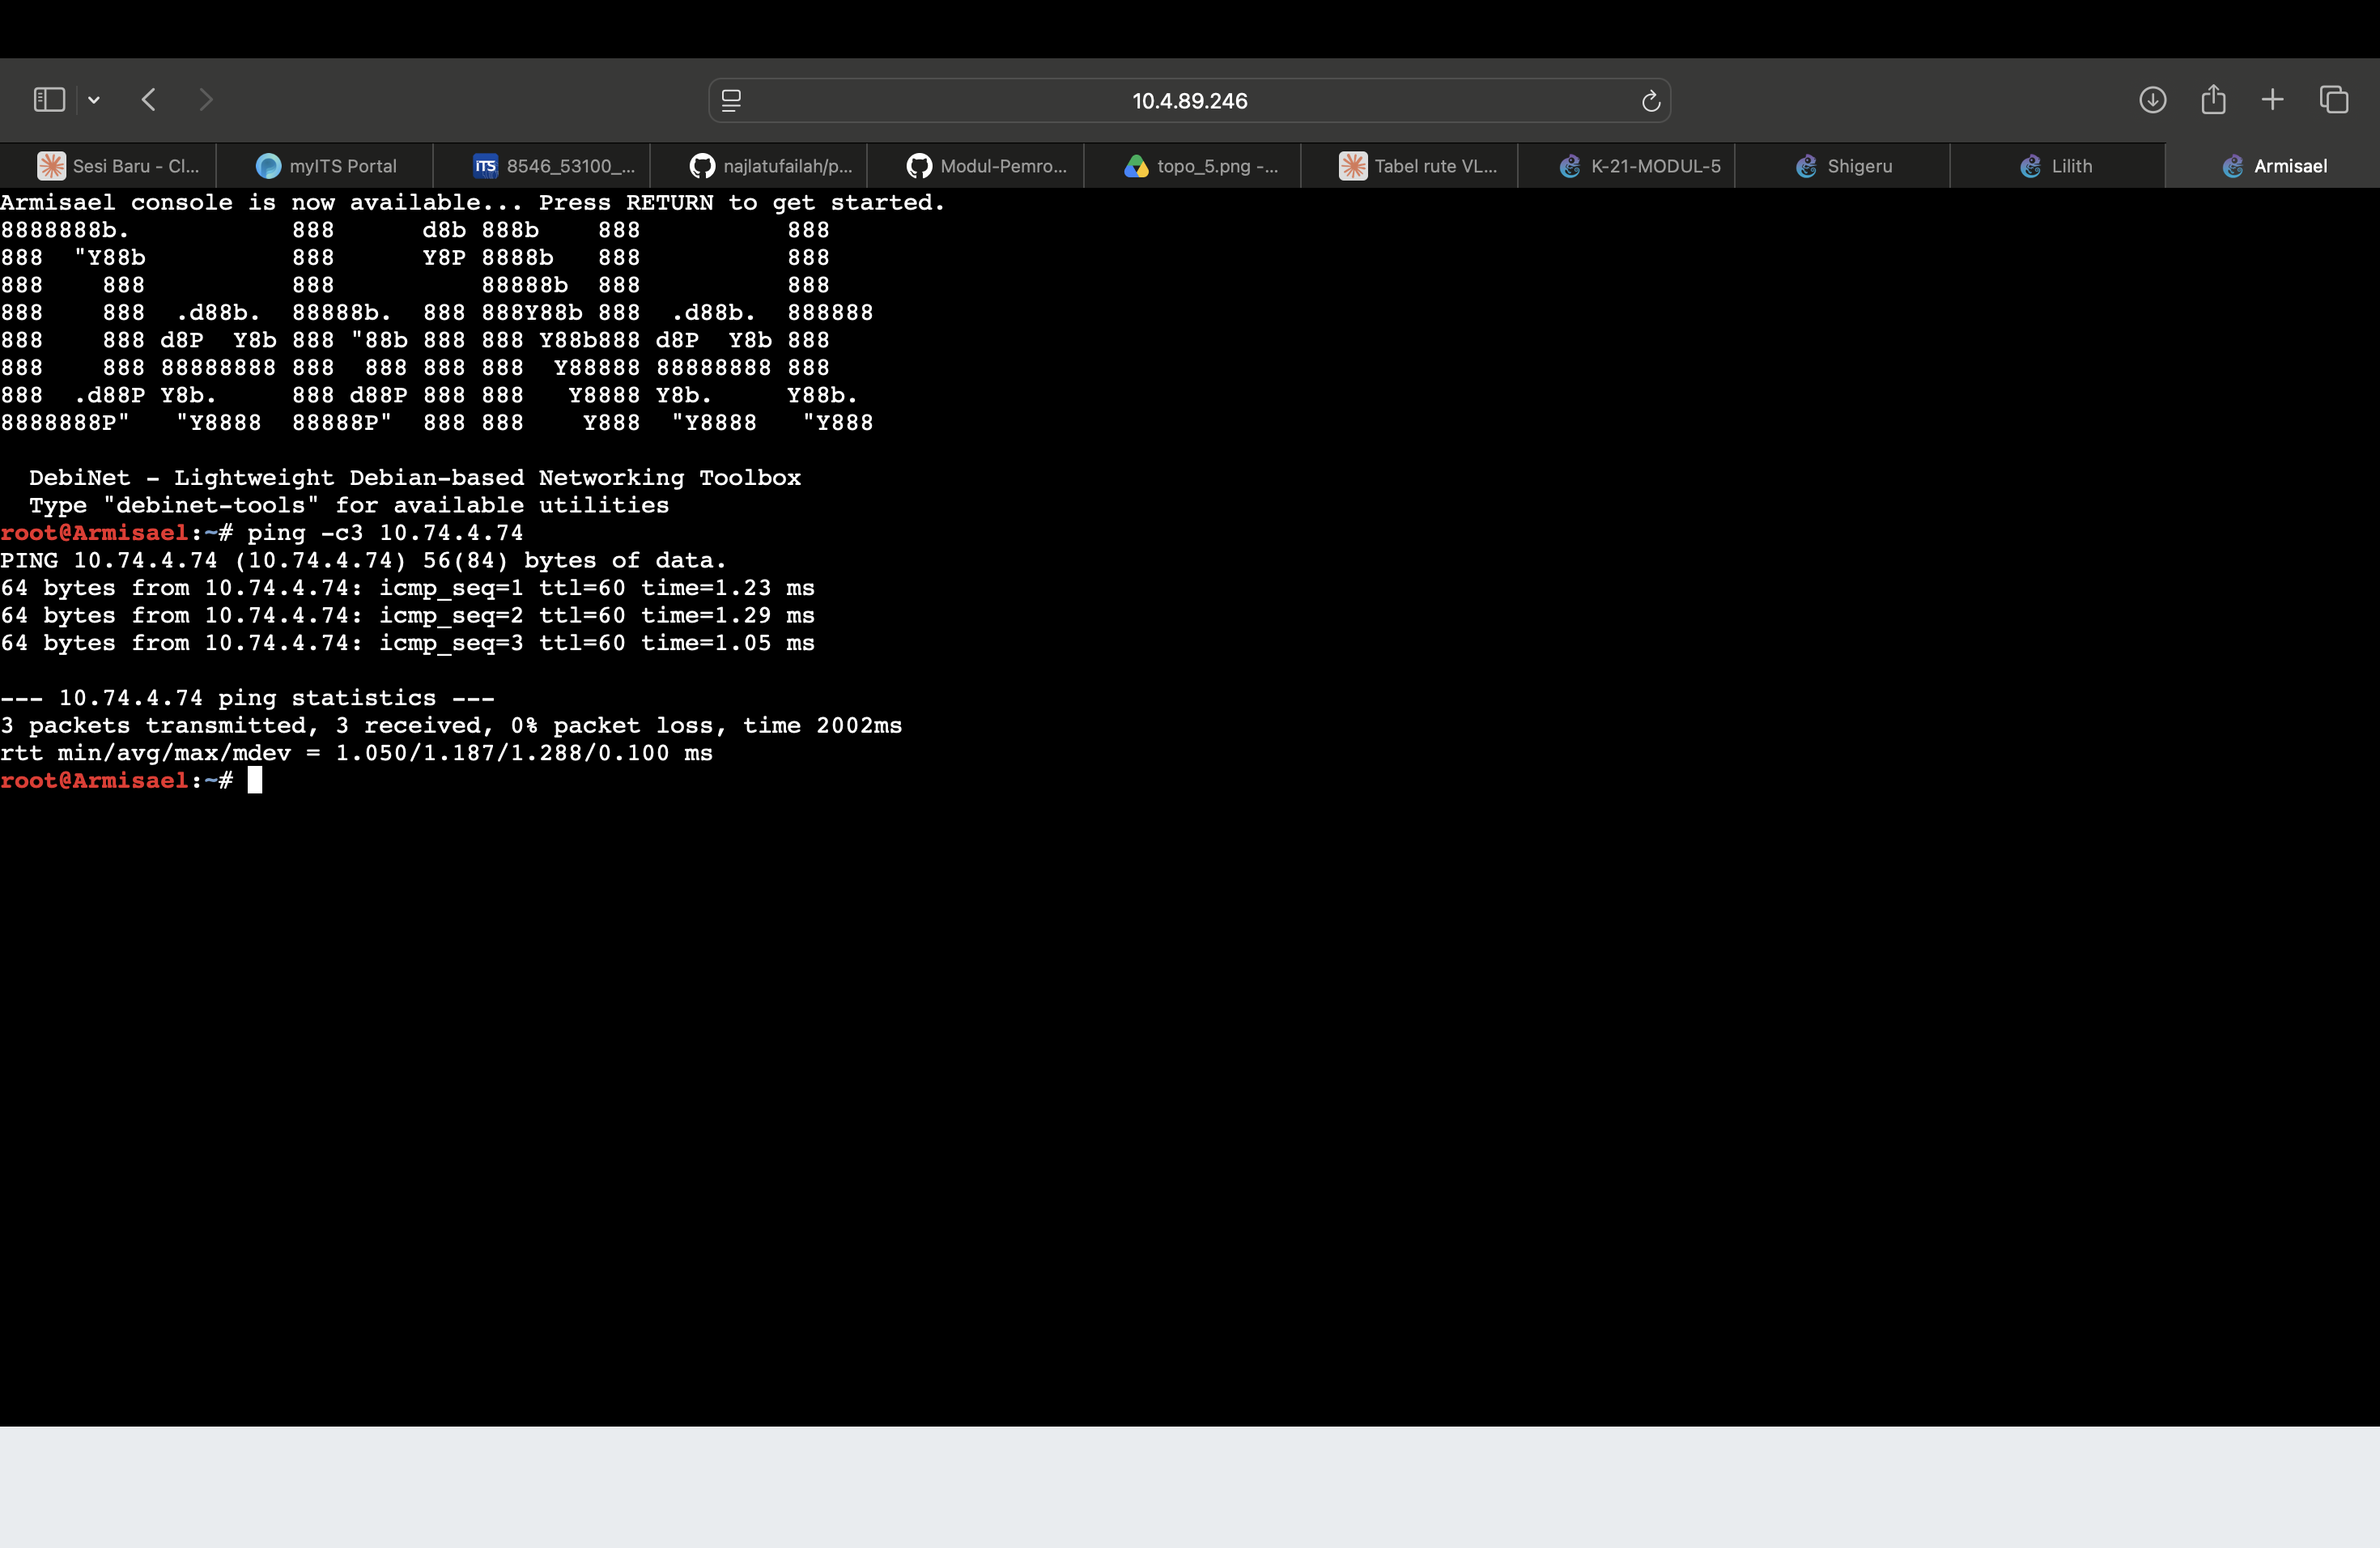 10.4.89.246
Sesi Baru - Cl...
myITS Portal
iTS 8546_53100_...
najlatufailah/p...
Modul-Pemro...
topo_5.png -...
Tabel rute VL...
K-21-MODUL-5
Shigeru
Lilith
Armisael
Armisael console is now available... Press RETURN to get started.
8888888b.           888      d8b 888b    888          888
888  "Y88b          888      Y8P 8888b   888          888
888    888          888          88888b  888          888
888    888  .d88b.  88888b.  888 888Y88b 888  .d88b.  888888
888    888 d8P  Y8b 888 "88b 888 888 Y88b888 d8P  Y8b 888
888    888 88888888 888  888 888 888  Y88888 88888888 888
888  .d88P Y8b.     888 d88P 888 888   Y8888 Y8b.     Y88b.
8888888P"   "Y8888  88888P"  888 888    Y888  "Y8888   "Y888
DebiNet – Lightweight Debian-based Networking Toolbox
Type "debinet-tools" for available utilities
root@Armisael:~# ping -c3 10.74.4.74
PING 10.74.4.74 (10.74.4.74) 56(84) bytes of data.
64 bytes from 10.74.4.74: icmp_seq=1 ttl=60 time=1.23 ms
64 bytes from 10.74.4.74: icmp_seq=2 ttl=60 time=1.29 ms
64 bytes from 10.74.4.74: icmp_seq=3 ttl=60 time=1.05 ms
--- 10.74.4.74 ping statistics ---
3 packets transmitted, 3 received, 0% packet loss, time 2002ms
rtt min/avg/max/mdev = 1.050/1.187/1.288/0.100 ms
root@Armisael:~#